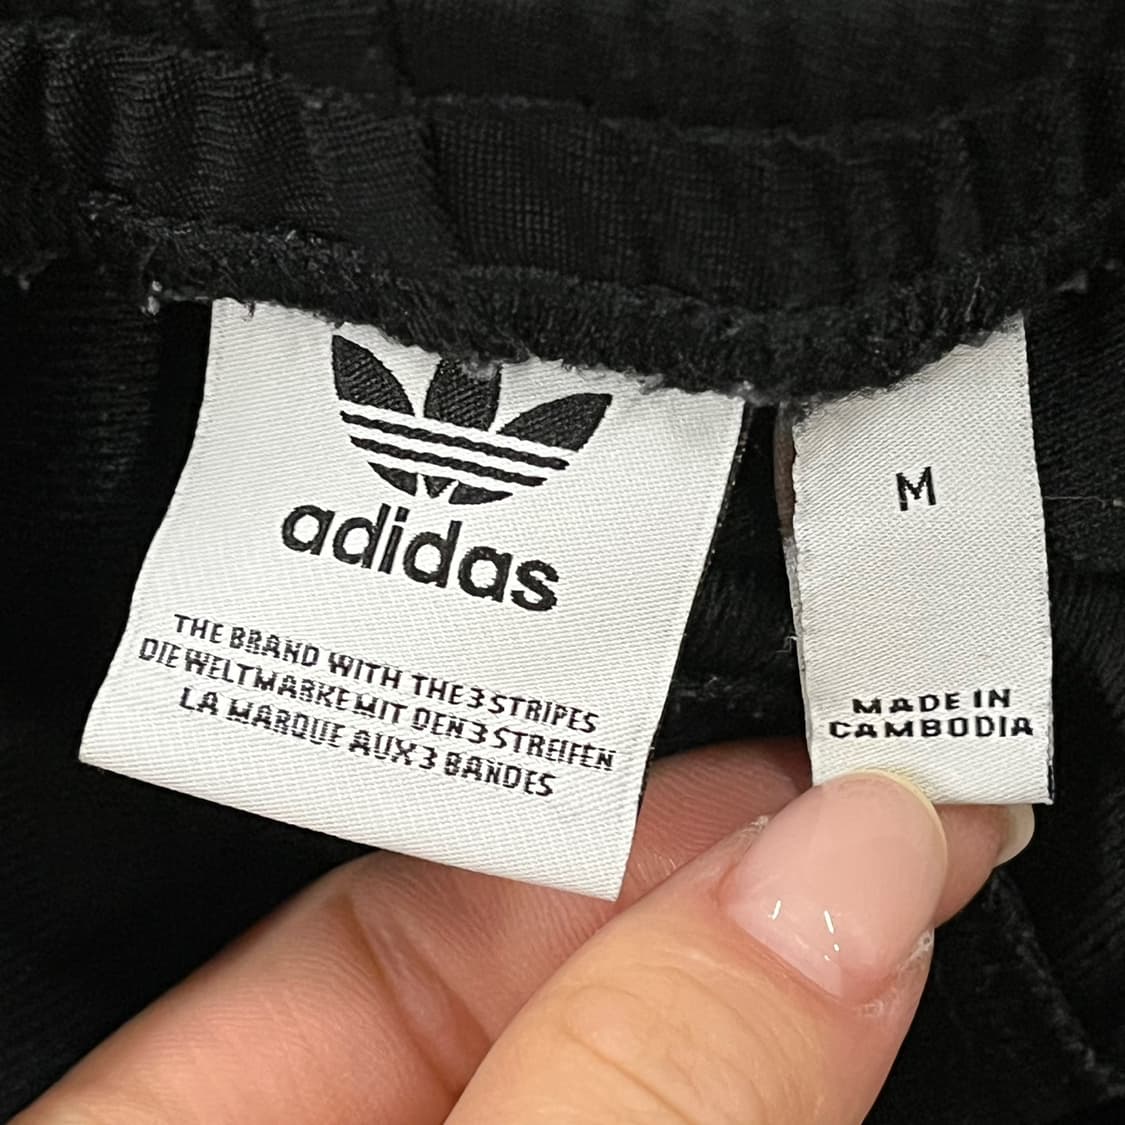 adidas
THE BRAND WITH THE 3 STRIPES
DIE WELTMARKE MIT DEN 3 STREIFEN
LA MARQUE AUX 3 BANDES
M
MADE IN
CAMBODIA